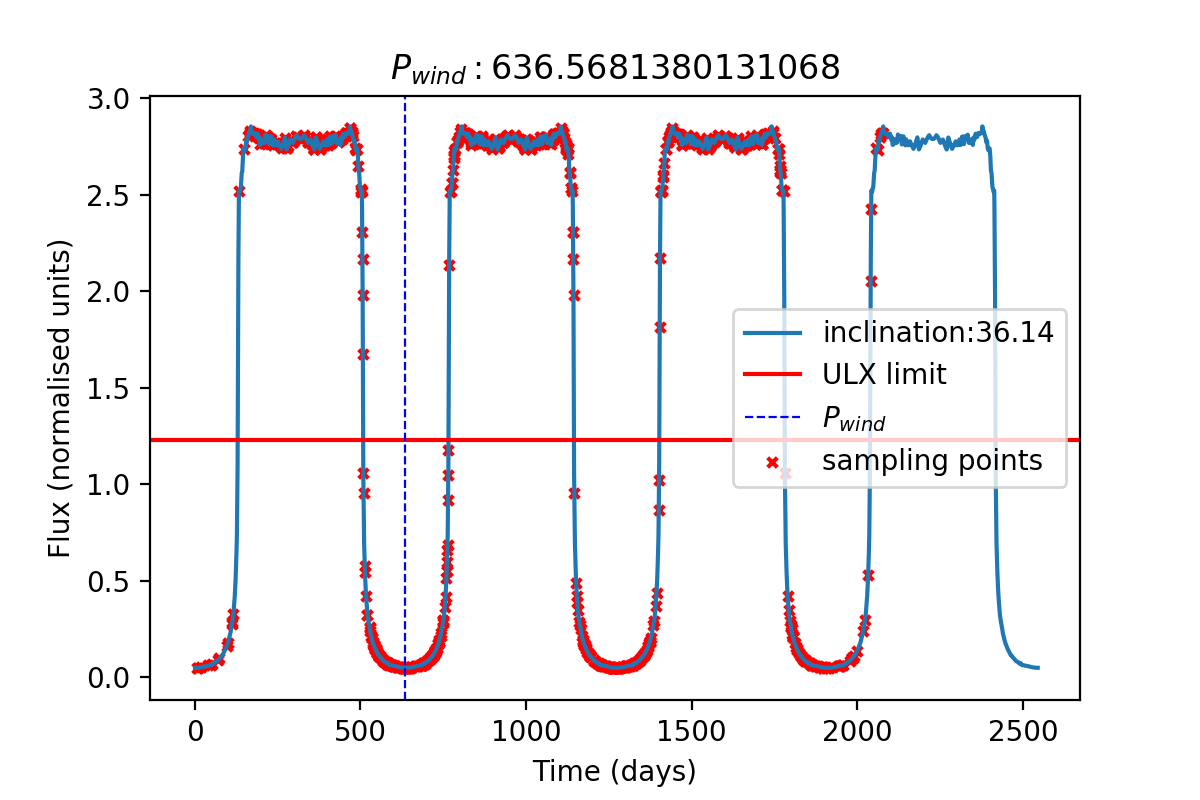 P_wind : 636.5681380131068
3.0
2.5
2.0
1.5
1.0
0.5
0.0
Flux (normalised units)
inclination:36.14
ULX limit
P_wind
sampling points
0 500 1000 1500 2000 2500
Time (days)